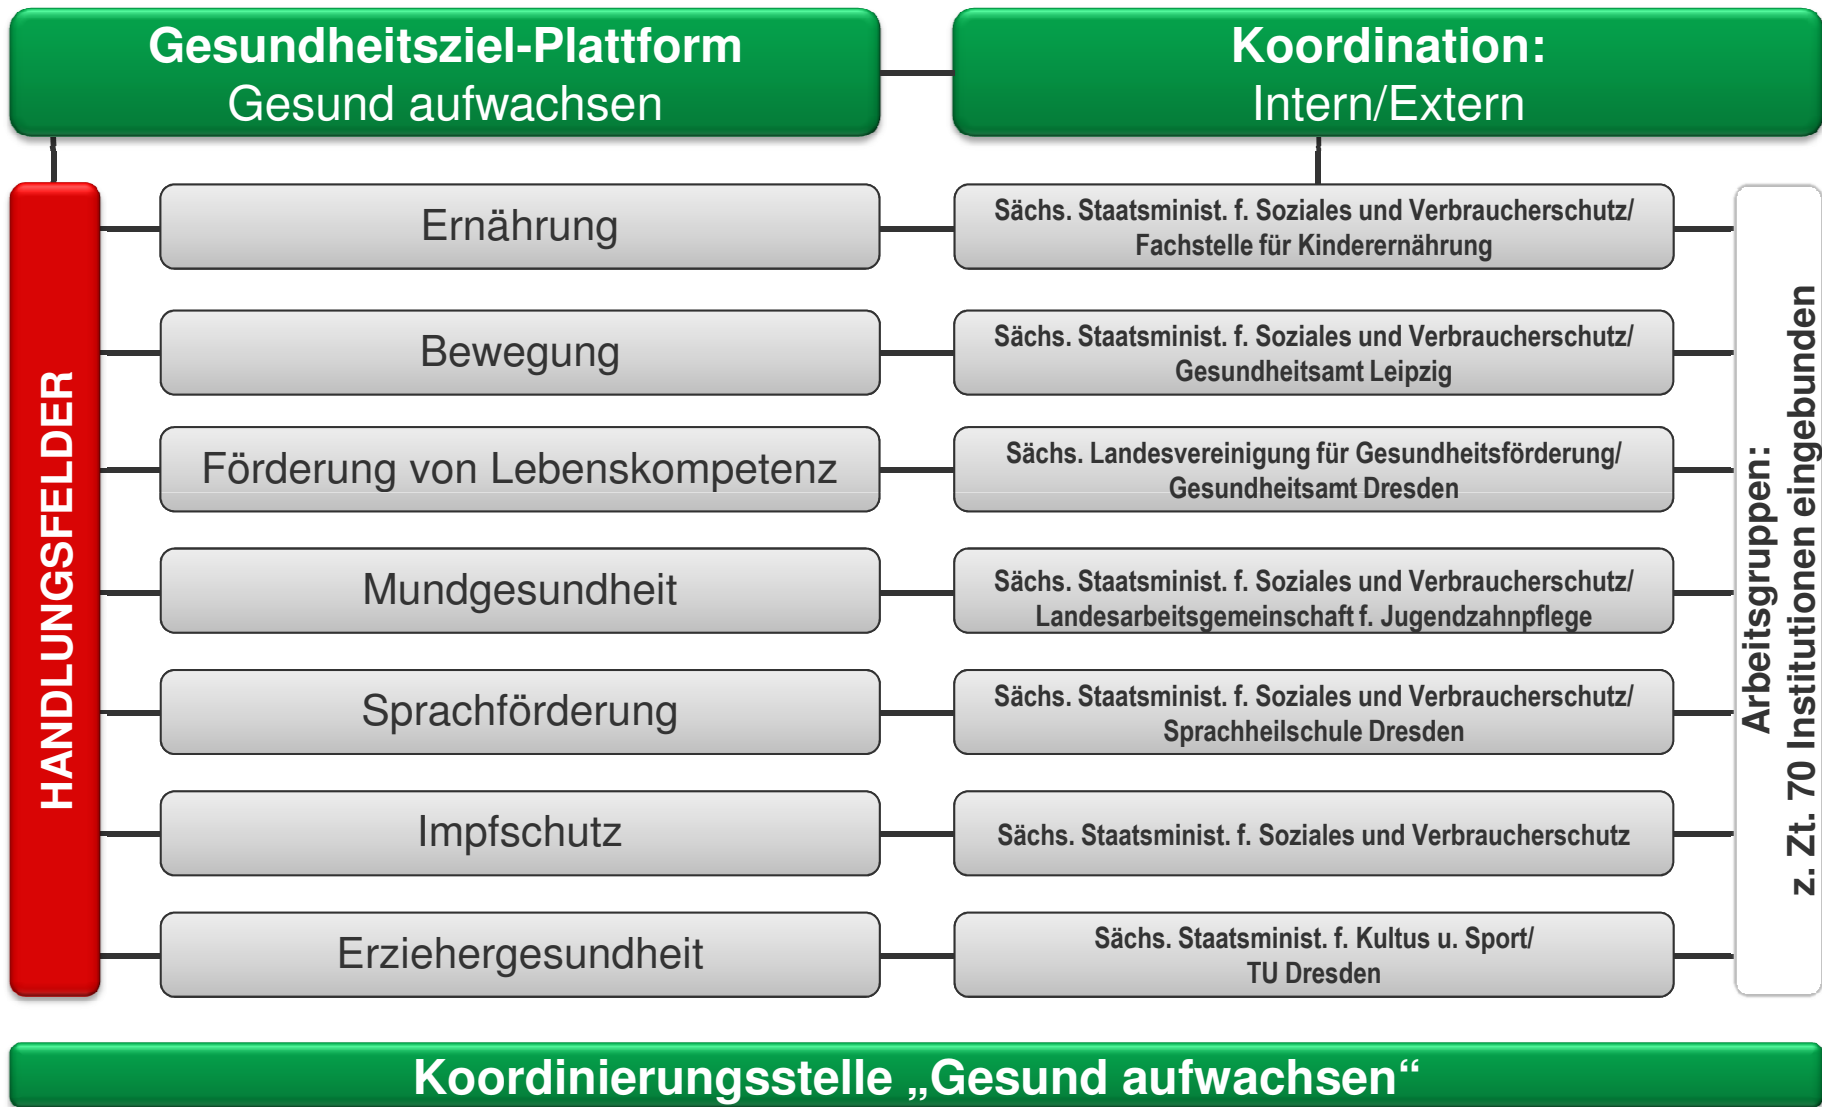 Gesundheitsziel-Plattform
Gesund aufwachsen
Koordination:
Intern/Extern
HANDLUNGSFELDER
Ernährung
Sächs. Staatsminist. f. Soziales und Verbraucherschutz/
Fachstelle für Kinderernährung
Bewegung
Sächs. Staatsminist. f. Soziales und Verbraucherschutz/
Gesundheitsamt Leipzig
Förderung von Lebenskompetenz
Sächs. Landesvereinigung für Gesundheitsförderung/
Gesundheitsamt Dresden
Mundgesundheit
Sächs. Staatsminist. f. Soziales und Verbraucherschutz/
Landesarbeitsgemeinschaft f. Jugendzahnpflege
Sprachförderung
Sächs. Staatsminist. f. Soziales und Verbraucherschutz/
Sprachheilschule Dresden
Impfschutz
Sächs. Staatsminist. f. Soziales und Verbraucherschutz
Erziehergesundheit
Sächs. Staatsminist. f. Kultus u. Sport/
TU Dresden
Arbeitsgruppen:
z. Zt. 70 Institutionen eingebunden
Koordinierungsstelle „Gesund aufwachsen“